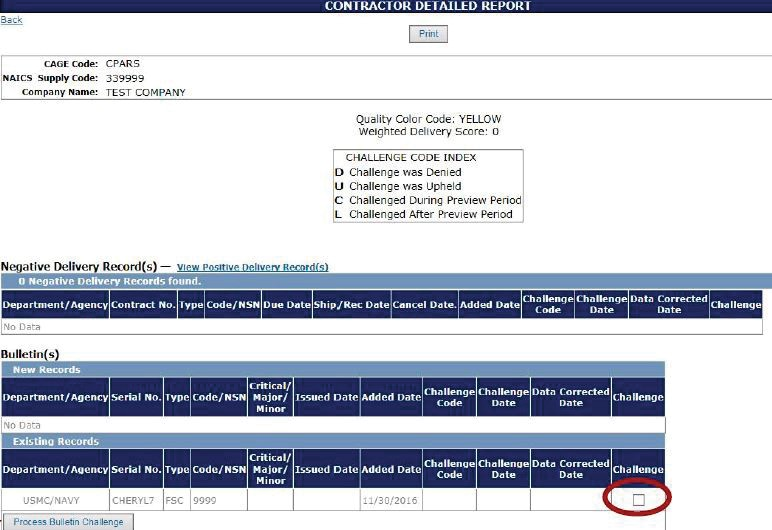 CONTRACTOR DETAILED REPORT
Back
Print
CAGE Code: CPARS
NAICS Supply Code: 339999
Company Name: TEST COMPANY
Quality Color Code: YELLOW
Weighted Delivery Score: 0
CHALLENGE CODE INDEX
D Challenge was Denied
U Challenge was Upheld
C Challenged During Preview Period
L Challenged After Preview Period
Negative Delivery Record(s) — View Positive Delivery Record(s)
0 Negative Delivery Records found.
Department/Agency Contract No. Type Code/NSN Due Date Ship/Rec Date Cancel Date. Added Date Challenge Code Challenge Date Data Corrected Date Challenge
No Data
Bulletin(s)
New Records
Department/Agency Serial No. Type Code/NSN Critical/ Major/ Minor Issued Date Added Date Challenge Code Challenge Date Data Corrected Date Challenge
No Data
Existing Records
Department/Agency Serial No. Type Code/NSN Critical/ Major/ Minor Issued Date Added Date Challenge Code Challenge Date Data Corrected Date Challenge
USMC/NAVY CHERYL7 FSC 9999 11/30/2016
Process Bulletin Challenge